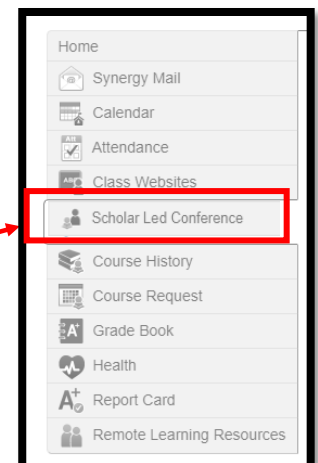 Home
Synergy Mail
Calendar
Attendance
Class Websites
Scholar Led Conference
Course History
Course Request
Grade Book
Health
Report Card
Remote Learning Resources